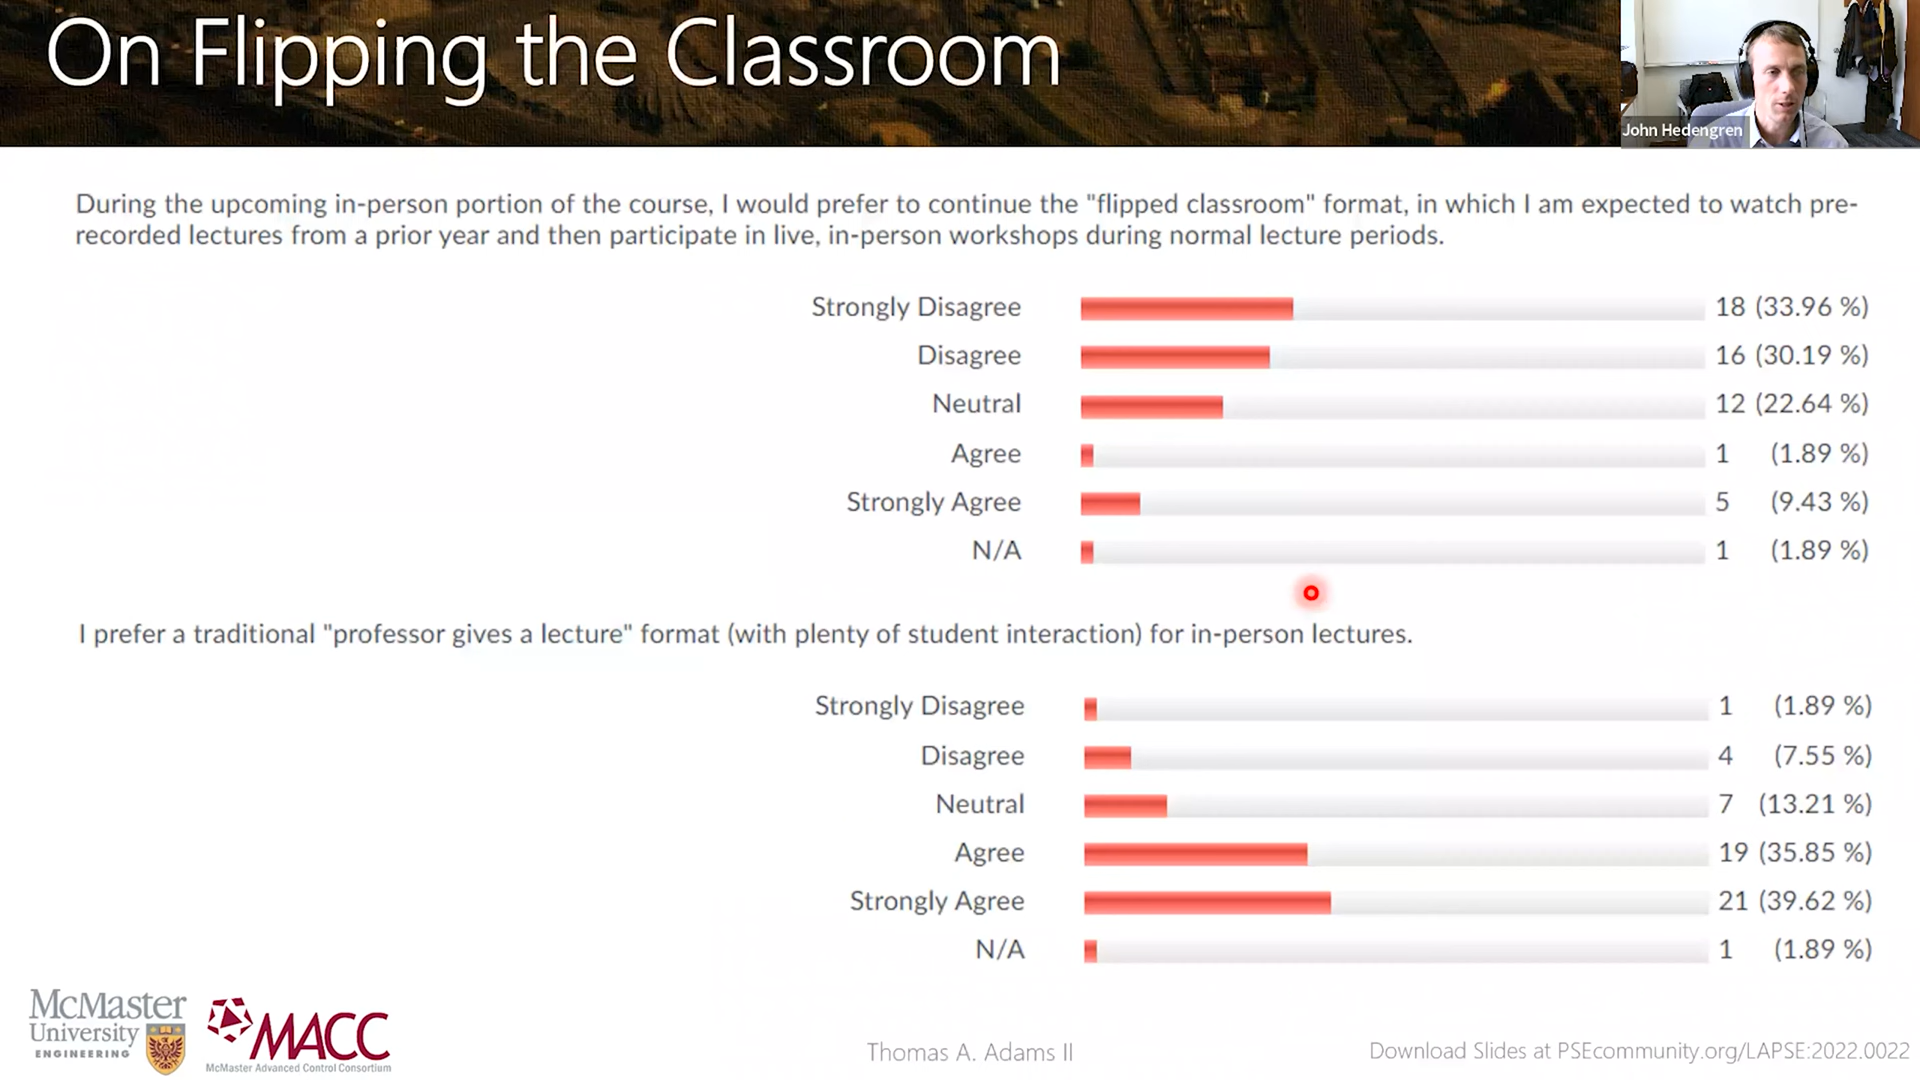 On Flipping the Classroom
John Hedengren
During the upcoming in-person portion of the course, I would prefer to continue the "flipped classroom" format, in which I am expected to watch pre-
recorded lectures from a prior year and then participate in live, in-person workshops during normal lecture periods.
Strongly Disagree 18 (33.96 %)
Disagree 16 (30.19 %)
Neutral 12 (22.64 %)
Agree 1 (1.89 %)
Strongly Agree 5 (9.43 %)
N/A 1 (1.89 %)
I prefer a traditional "professor gives a lecture" format (with plenty of student interaction) for in-person lectures.
Strongly Disagree 1 (1.89 %)
Disagree 4 (7.55 %)
Neutral 7 (13.21 %)
Agree 19 (35.85 %)
Strongly Agree 21 (39.62 %)
N/A 1 (1.89 %)
McMaster
University
ENGINEERING
MACC
McMaster Advanced Control Consortium
Thomas A. Adams II
Download Slides at PSEcommunity.org/LAPSE:2022.0022